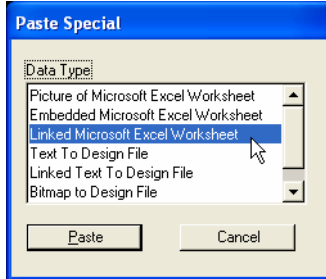 Paste Special
Data Type
Picture of Microsoft Excel Worksheet
Embedded Microsoft Excel Worksheet
Linked Microsoft Excel Worksheet
Text To Design File
Linked Text To Design File
Bitmap to Design File
Paste
Cancel